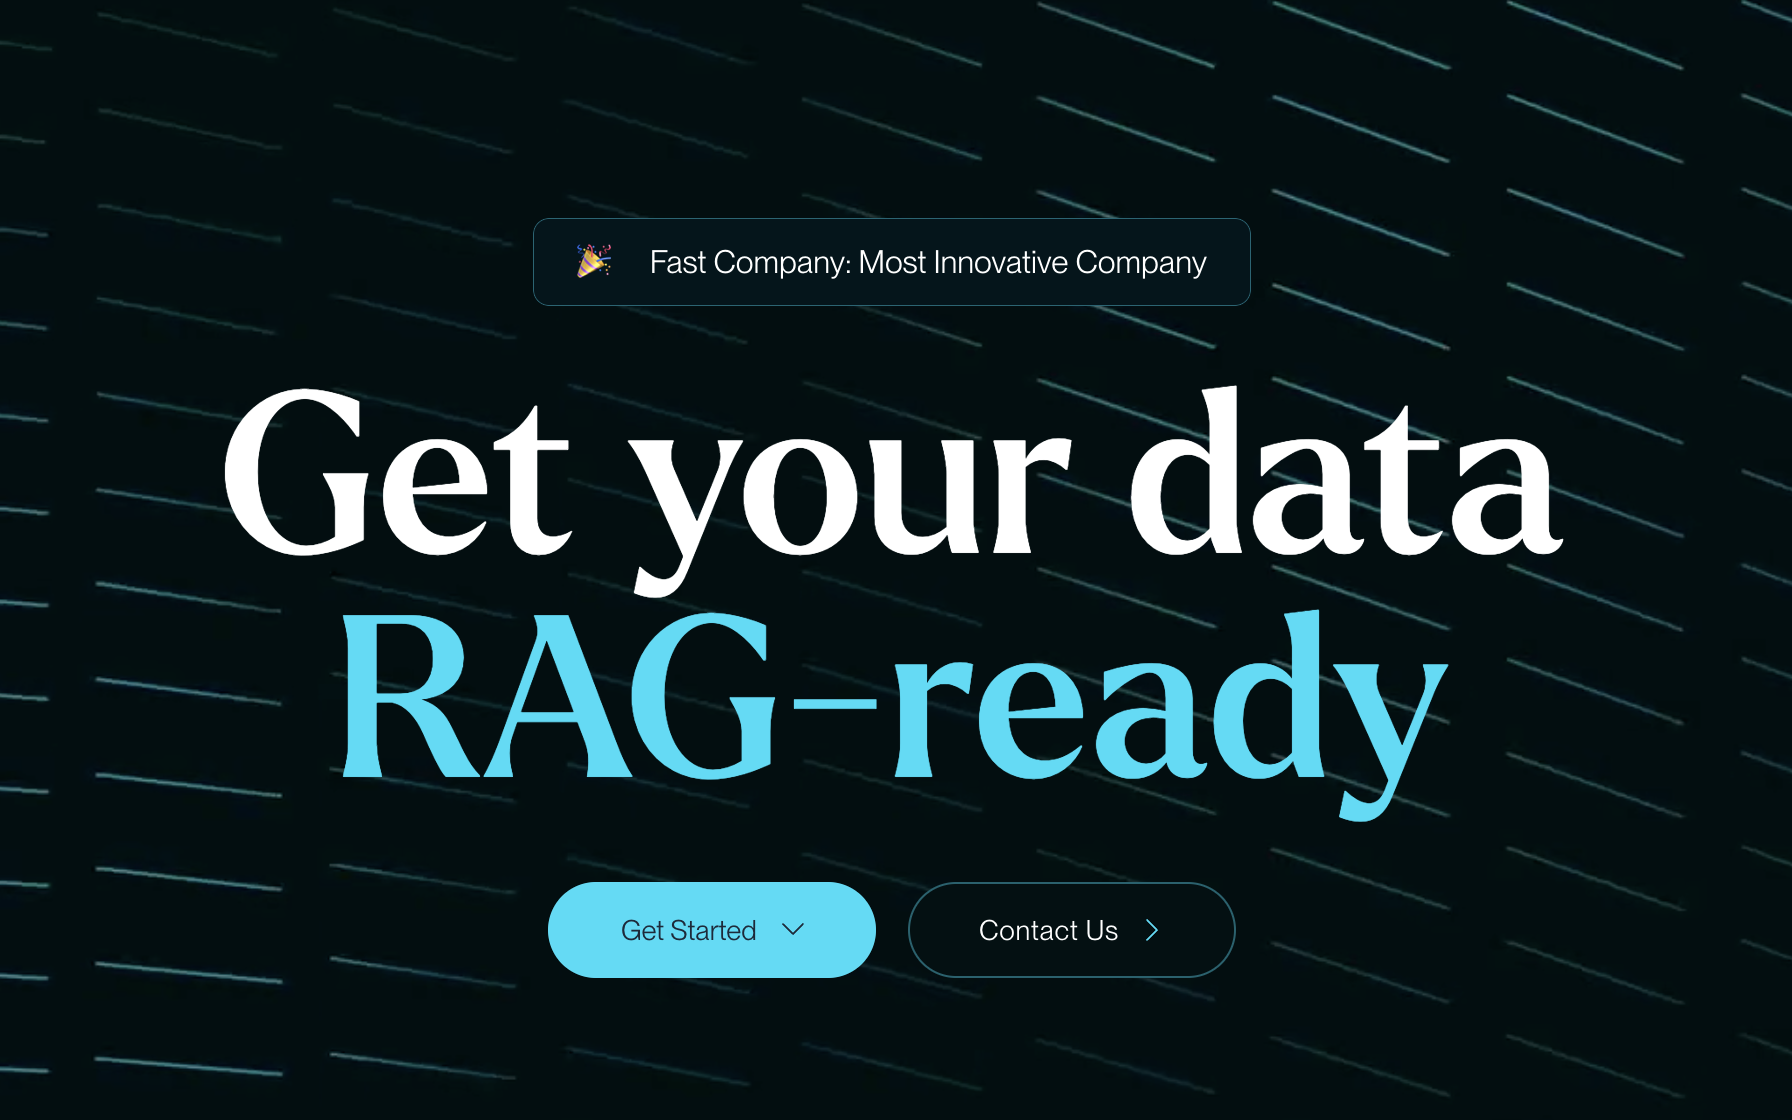 Fast Company: Most Innovative Company
Get your data
RAG-ready
Get Started
Contact Us